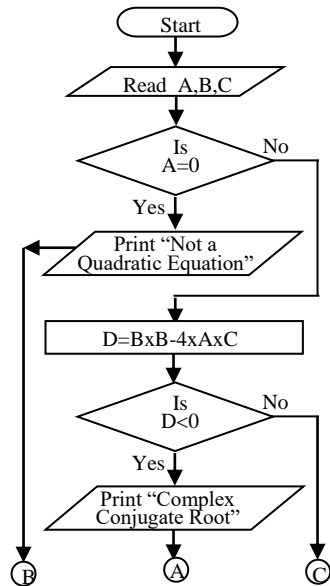 Start
Read A,B,C
Is
A=0
No
Yes
Print “Not a
Quadratic Equation”
D=BxB-4xAxC
Is
D<0
No
Yes
Print “Complex
Conjugate Root”
B
A
C